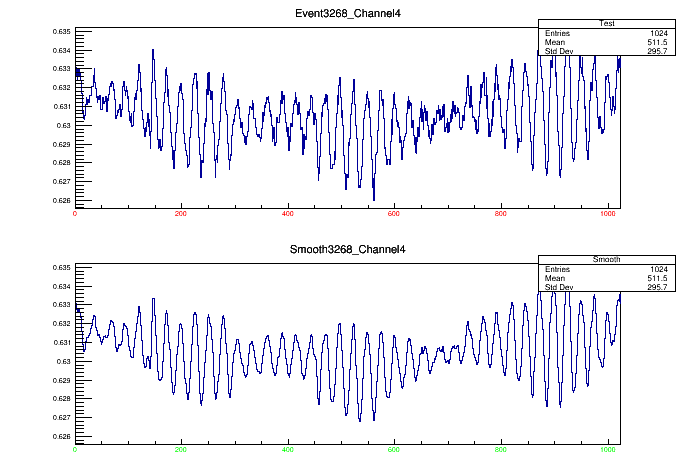 Event3268_Channel4
Test
Entries 1024
Mean 511.5
Std Dev 295.7
0.635
0.634
0.633
0.632
0.631
0.63
0.629
0.628
0.627
0.626
0 200 400 600 800 1000
Smooth3268_Channel4
Smooth
Entries 1024
Mean 511.5
Std Dev 295.7
0.635
0.634
0.633
0.632
0.631
0.63
0.629
0.628
0.627
0.626
0 200 400 600 800 1000